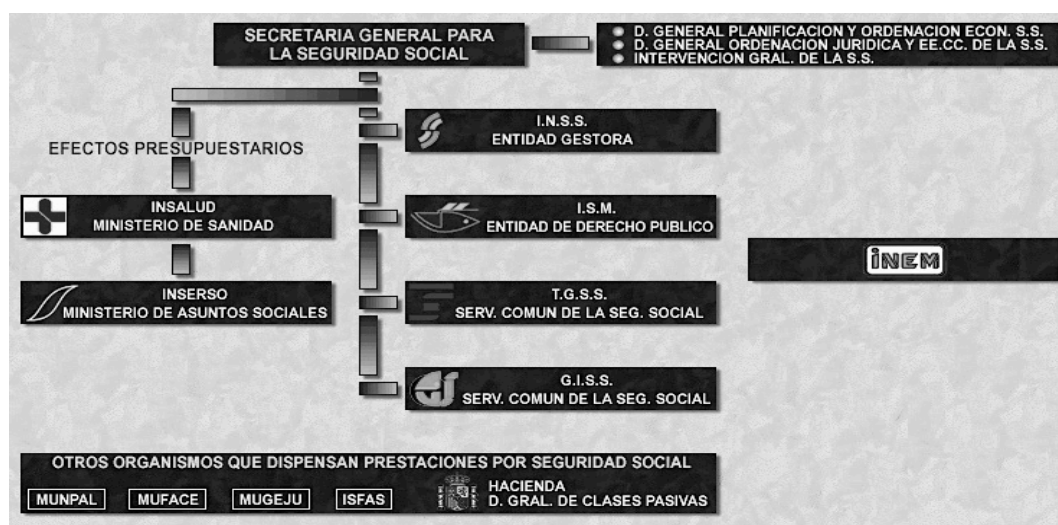 SECRETARIA GENERAL PARA
LA SEGURIDAD SOCIAL
D. GENERAL PLANIFICACION Y ORDENACION ECON. S.S.
D. GENERAL ORDENACION JURIDICA Y EE.CC. DE LA S.S.
INTERVENCION GRAL. DE LA S.S.
I.N.S.S.
ENTIDAD GESTORA
EFECTOS PRESUPUESTARIOS
INSALUD
MINISTERIO DE SANIDAD
I.S.M.
ENTIDAD DE DERECHO PUBLICO
INEM
INSERSO
MINISTERIO DE ASUNTOS SOCIALES
T.G.S.S.
SERV. COMUN DE LA SEG. SOCIAL
G.I.S.S.
SERV. COMUN DE LA SEG. SOCIAL
OTROS ORGANISMOS QUE DISPENSAN PRESTACIONES POR SEGURIDAD SOCIAL
MUNPAL MUFACE MUGEJU ISFAS
HACIENDA
D. GRAL. DE CLASES PASIVAS